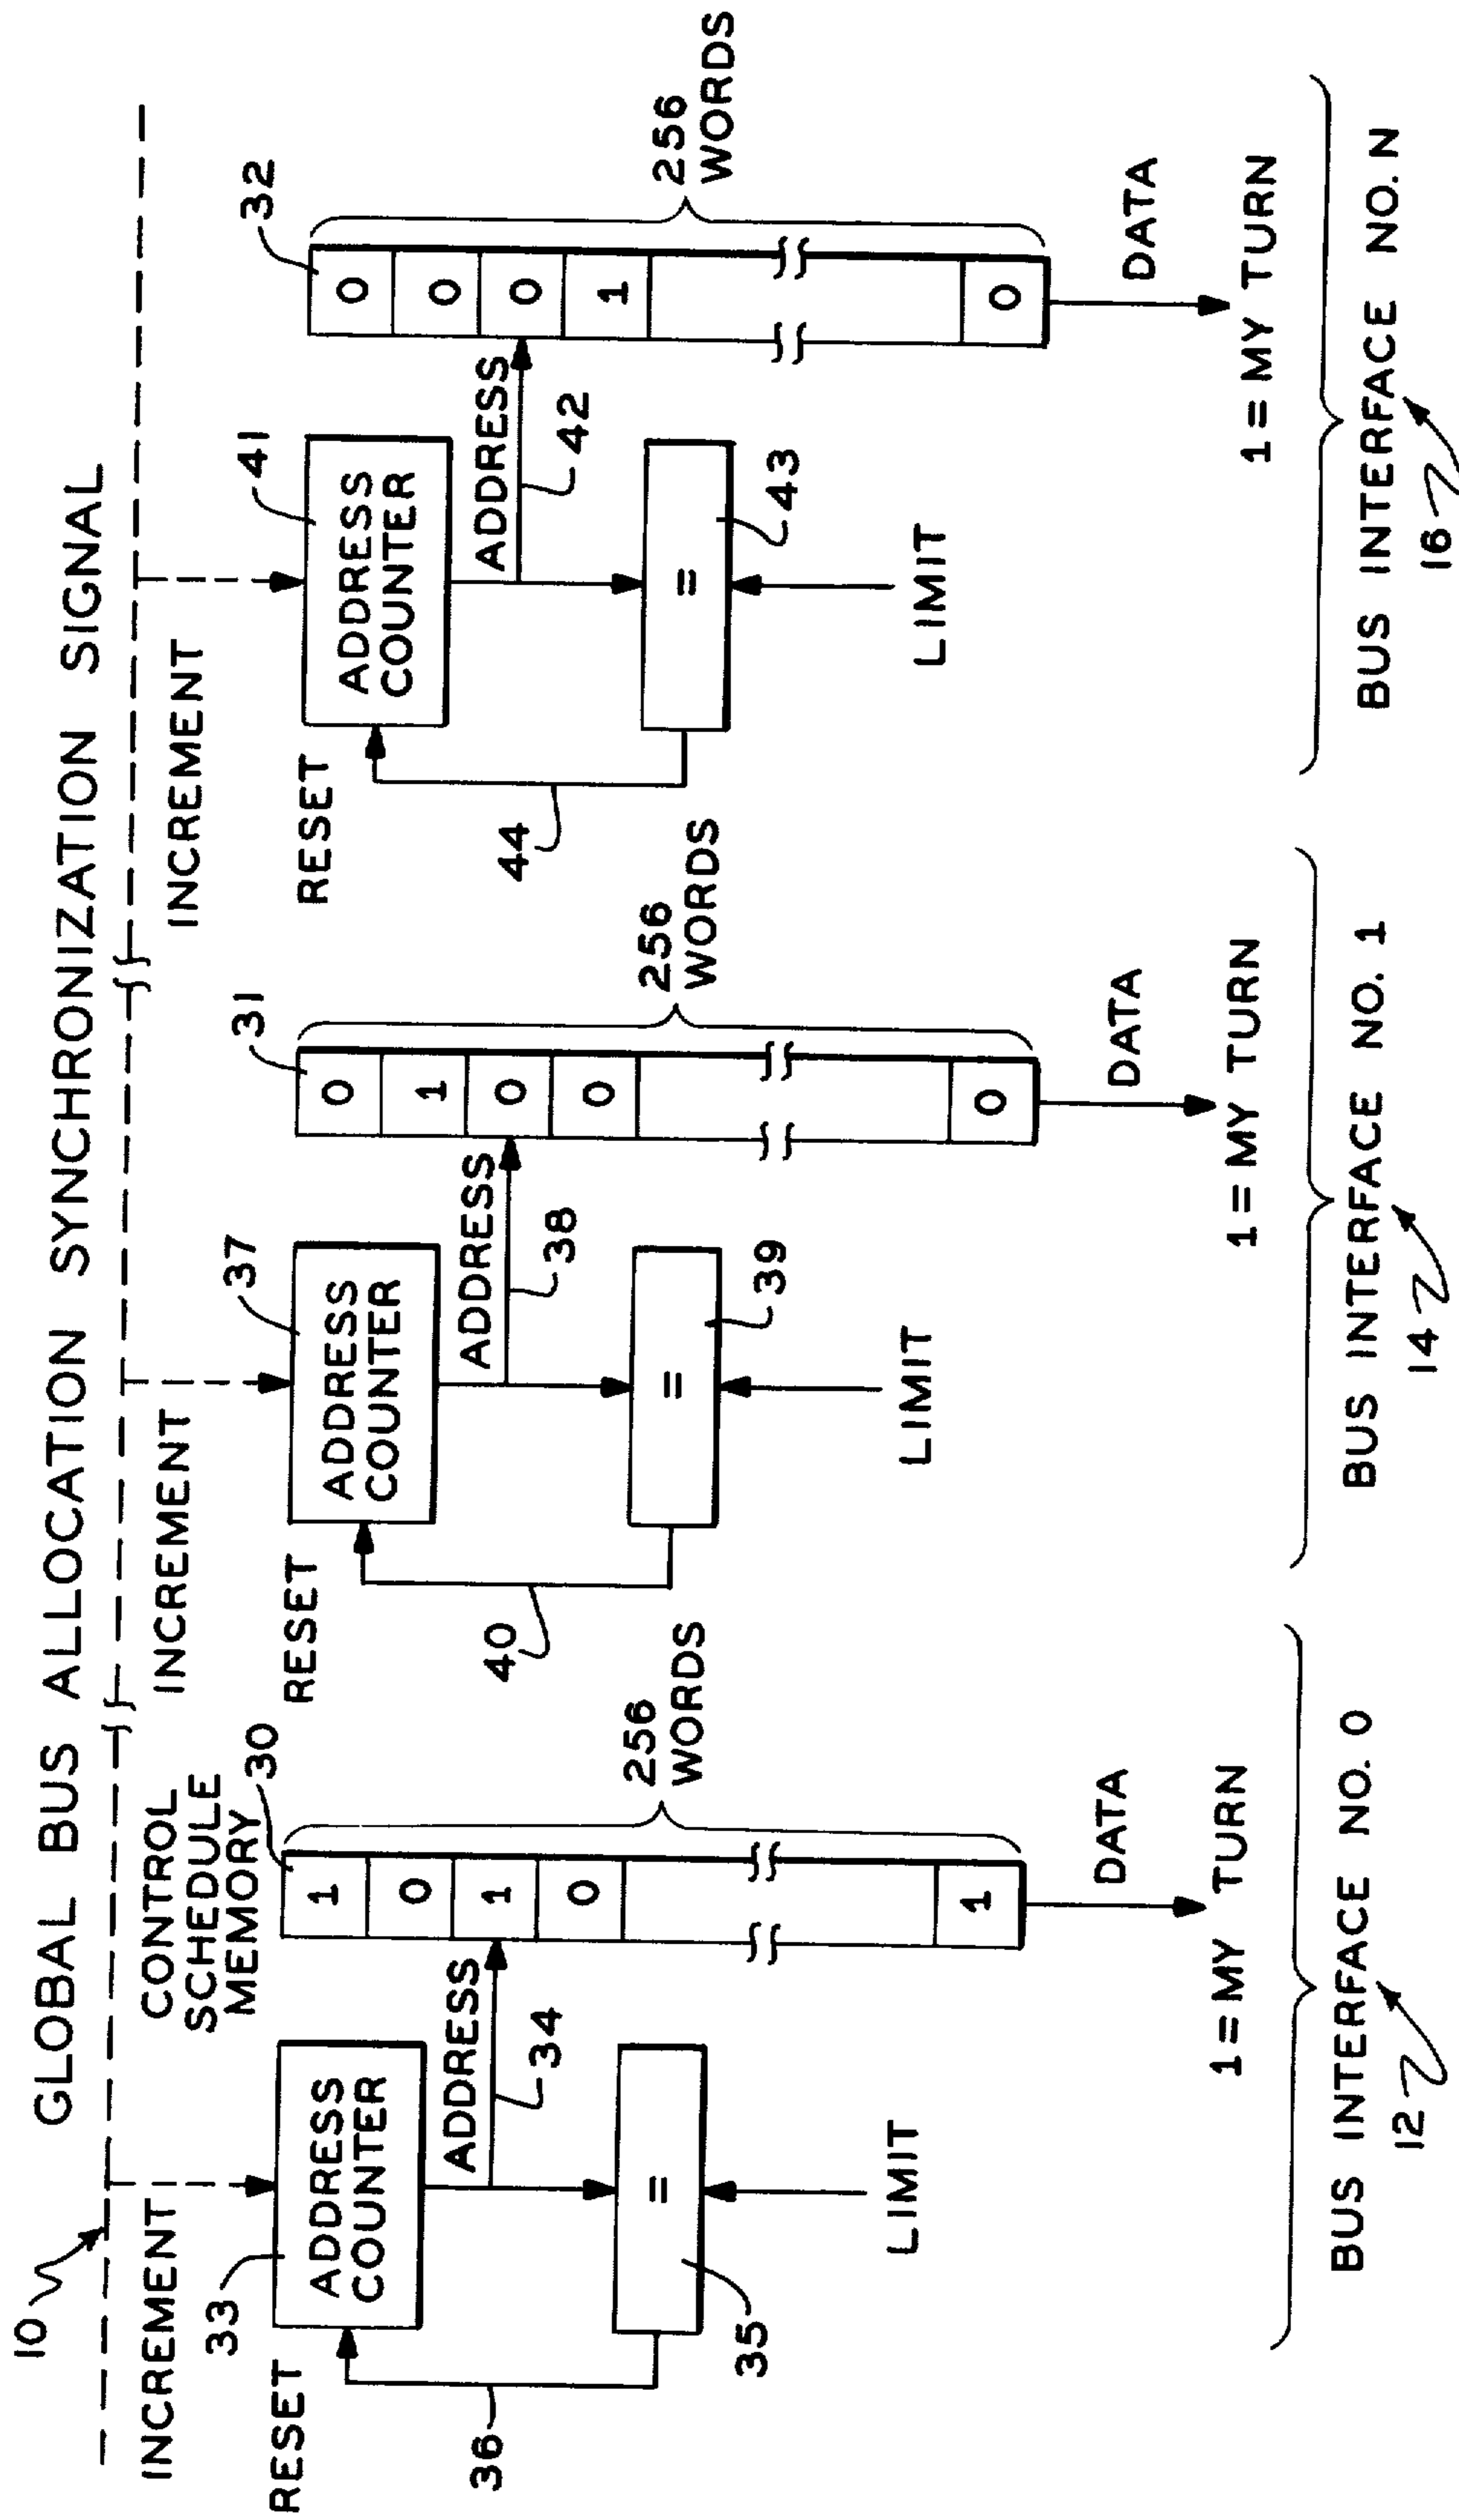 10
GLOBAL BUS ALLOCATION SYNCHRONIZATION SIGNAL
INCREMENT
33
RESET
ADDRESS
COUNTER
36
CONTROL
SCHEDULE
MEMORY
30
ADDRESS
34
=
35
LIMIT
1
0
1
0
1
256
WORDS
DATA
1 = MY TURN
BUS INTERFACE NO. 0
12
INCREMENT
37
RESET
ADDRESS
COUNTER
40
31
ADDRESS
38
=
39
LIMIT
0
1
0
0
0
256
WORDS
DATA
1 = MY TURN
BUS INTERFACE NO. 1
14
INCREMENT
41
RESET
ADDRESS
COUNTER
44
32
ADDRESS
42
=
43
LIMIT
0
0
0
1
0
256
WORDS
DATA
1 = MY TURN
BUS INTERFACE NO. N
16